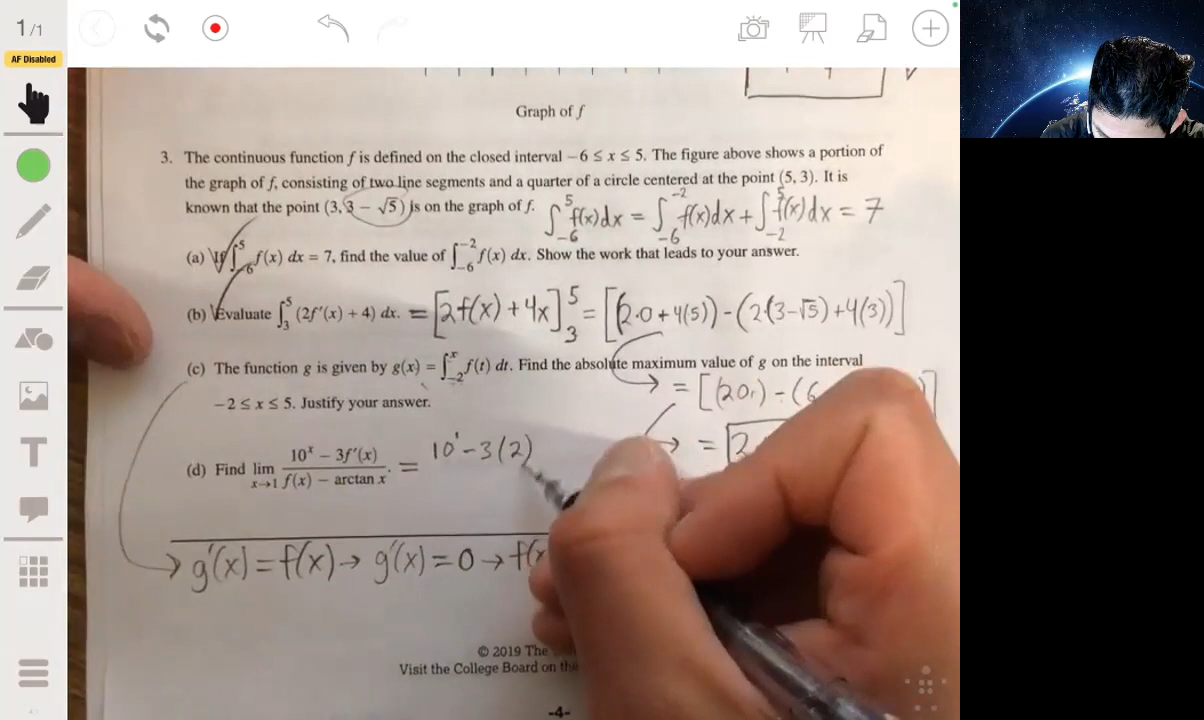 1/1
AF Disabled
Graph of f
3. The continuous function f is defined on the closed interval −6 ≤ x ≤ 5. The figure above shows a portion of
the graph of f, consisting of two line segments and a quarter of a circle centered at the point (5, 3). It is
known that the point (3, 3 − √5) is on the graph of f.
∫_{-6}^{5} f(x)dx = ∫_{-6}^{-2} f(x)dx + ∫_{-2}^{5} f(x)dx = 7
(a) If ∫_{-6}^{5} f(x) dx = 7, find the value of ∫_{-6}^{-2} f(x) dx. Show the work that leads to your answer.
(b) Evaluate ∫_{3}^{5} (2f′(x) + 4) dx. = [2f(x) + 4x]_{3}^{5} = [(2·0 + 4(5)) − (2(3−√5) + 4(3))]
(c) The function g is given by g(x) = ∫_{-2}^{x} f(t) dt. Find the absolute maximum value of g on the interval
−2 ≤ x ≤ 5. Justify your answer.
→ = [(20) − (6
→ = 2
(d) Find lim_{x→1} (10^x − 3f′(x)) / (f(x) − arctan x). = 10^1 − 3(2)
→ g′(x) = f(x) → g′(x) = 0 → f(x
© 2019 The
Visit the College Board on the
-4-
T